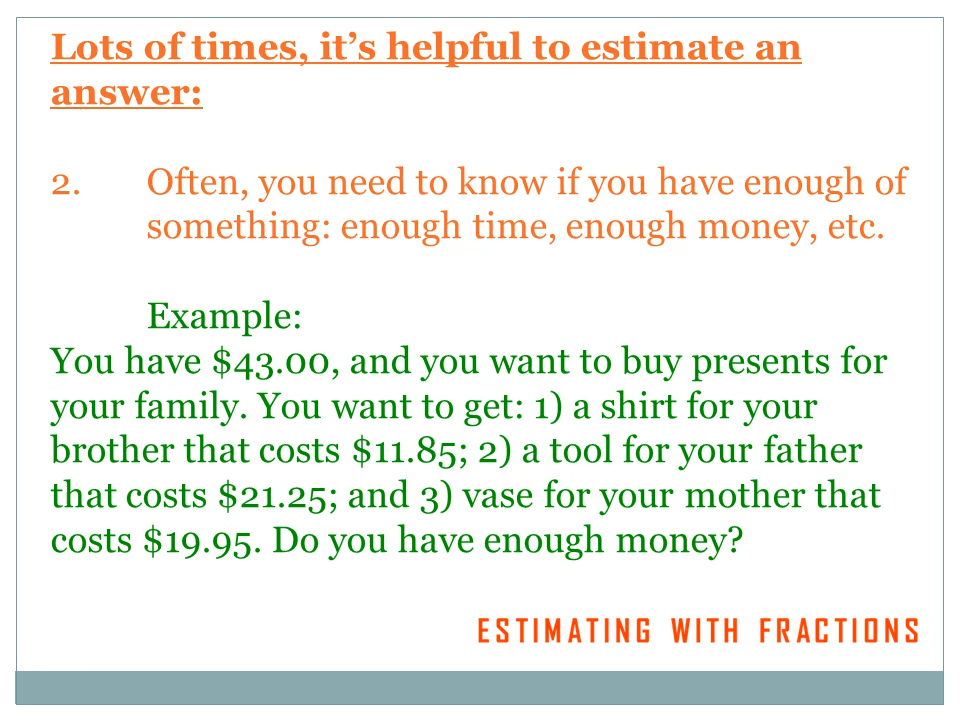 Lots of times, it’s helpful to estimate an
answer:
2. Often, you need to know if you have enough of
something: enough time, enough money, etc.
Example:
You have $43.00, and you want to buy presents for
your family. You want to get: 1) a shirt for your
brother that costs $11.85; 2) a tool for your father
that costs $21.25; and 3) vase for your mother that
costs $19.95. Do you have enough money?
ESTIMATING WITH FRACTIONS